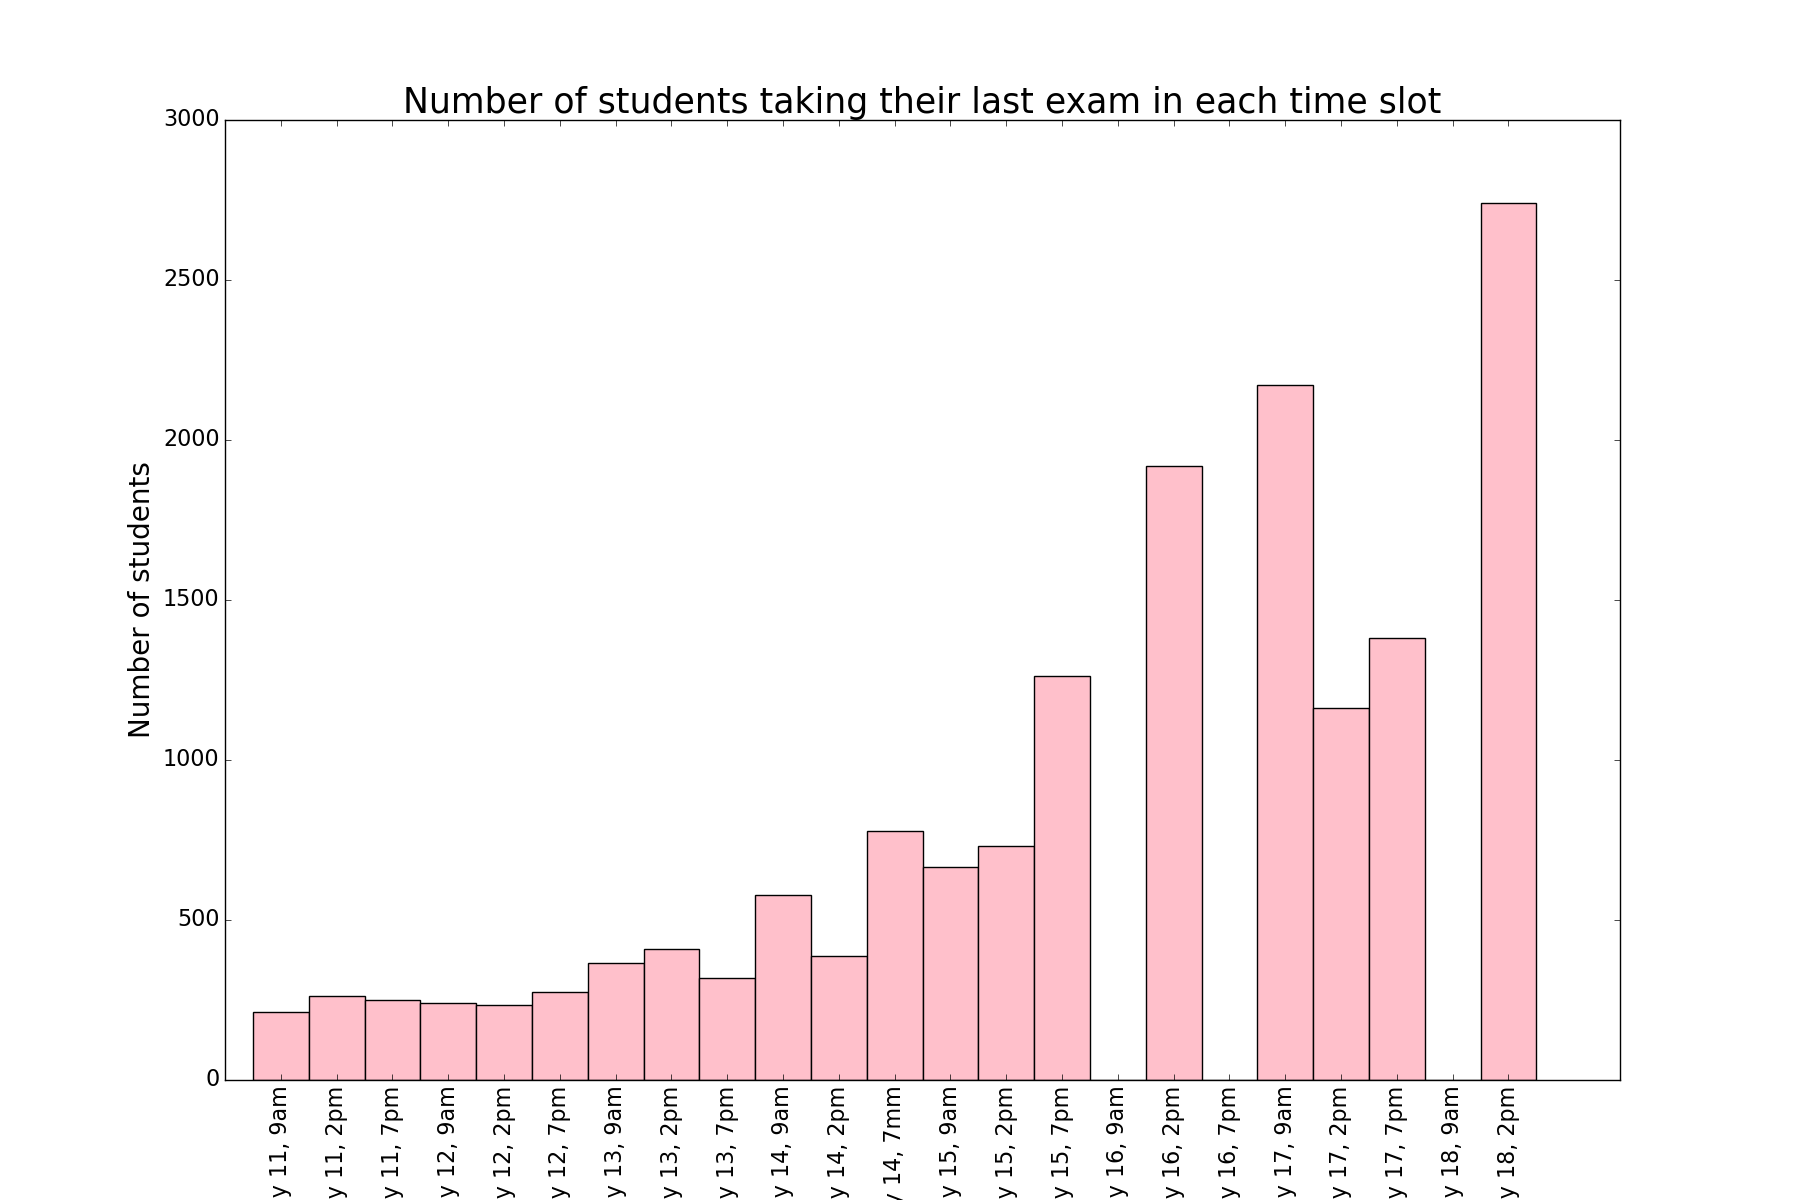 Number of students taking their last exam in each time slot
Number of students
3000
2500
2000
1500
1000
500
0
y 11, 9am
y 11, 2pm
y 11, 7pm
y 12, 9am
y 12, 2pm
y 12, 7pm
y 13, 9am
y 13, 2pm
y 13, 7pm
y 14, 9am
y 14, 2pm
y 14, 7mm
y 15, 9am
y 15, 2pm
y 15, 7pm
y 16, 9am
y 16, 2pm
y 16, 7pm
y 17, 9am
y 17, 2pm
y 17, 7pm
y 18, 9am
y 18, 2pm